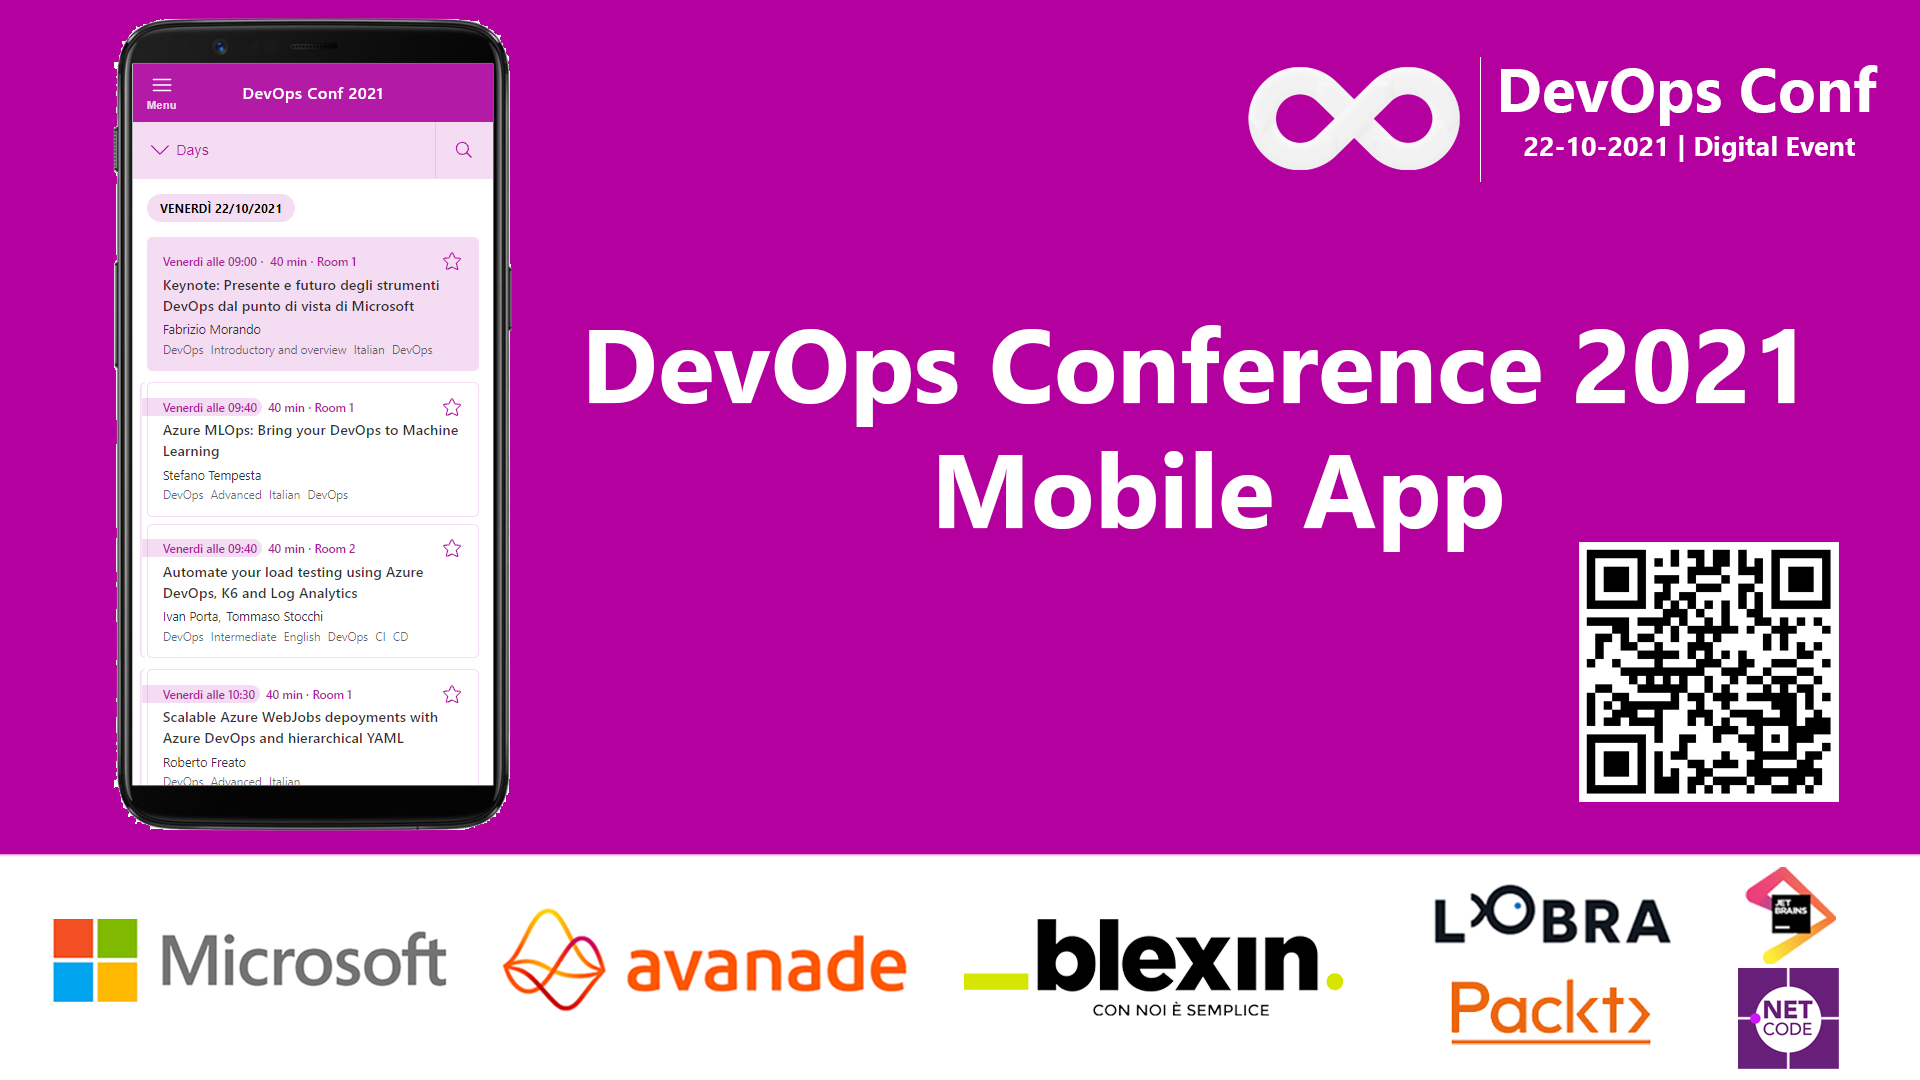 Menu
DevOps Conf 2021
Days
VENERDÌ 22/10/2021
Venerdì alle 09:00 · 40 min · Room 1
Keynote: Presente e futuro degli strumenti
DevOps dal punto di vista di Microsoft
Fabrizio Morando
DevOps Introductory and overview Italian DevOps
Venerdì alle 09:40 40 min · Room 1
Azure MLOps: Bring your DevOps to Machine
Learning
Stefano Tempesta
DevOps Advanced Italian DevOps
Venerdì alle 09:40 40 min · Room 2
Automate your load testing using Azure
DevOps, K6 and Log Analytics
Ivan Porta, Tommaso Stocchi
DevOps Intermediate English DevOps CI CD
Venerdì alle 10:30 40 min · Room 1
Scalable Azure WebJobs depoyments with
Azure DevOps and hierarchical YAML
Roberto Freato
DevOps Advanced Italian
DevOps Conf
22-10-2021 | Digital Event
DevOps Conference 2021
Mobile App
Microsoft
avanade
blexın.
CON NOI È SEMPLICE
LOBRA
Packt>
JET
BRAINS
NET
CODE